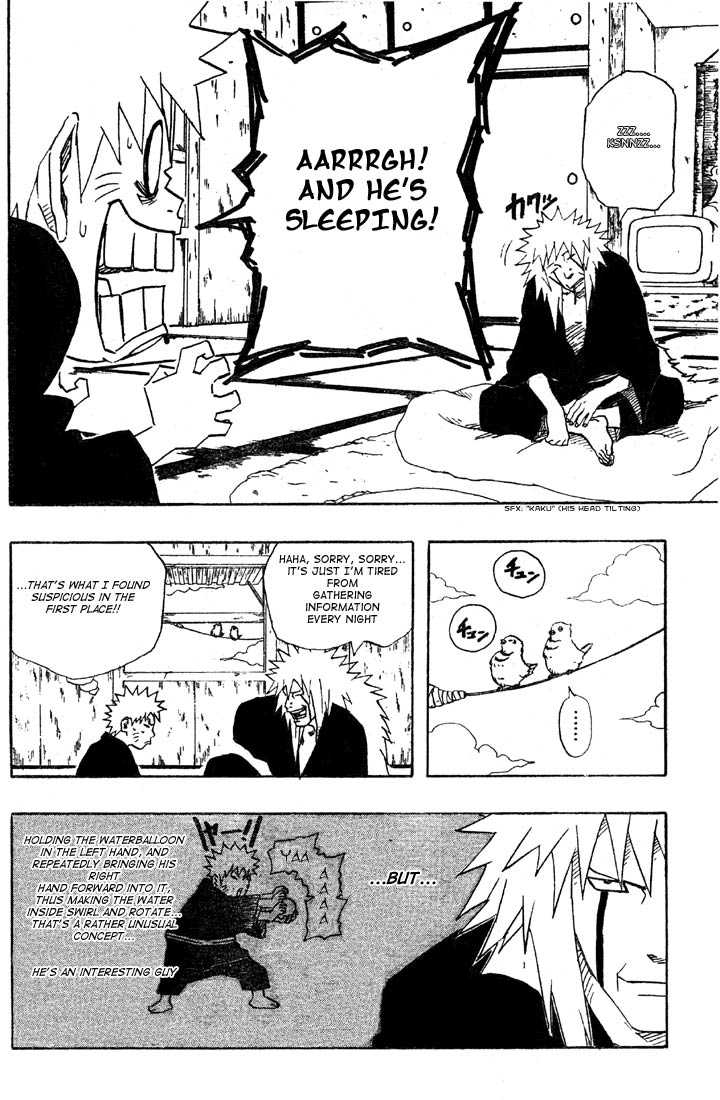 ZZZ....
KSNNZZ...
AARRRGH!
AND HE'S
SLEEPING!
カクッ
SFX: "KAKU" (HIS HEAD TILTING)
HAHA, SORRY, SORRY...
IT'S JUST I'M TIRED
FROM
GATHERING
INFORMATION
EVERY NIGHT
...THAT'S WHAT I FOUND
SUSPICIOUS IN THE
FIRST PLACE!!
チュン
チュン
......
HOLDING THE WATERBALLOON
IN THE LEFT HAND, AND
REPEATEDLY BRINGING HIS
RIGHT
HAND FORWARD INTO IT,
THUS MAKING THE WATER
INSIDE SWIRL AND ROTATE...
THAT'S A RATHER UNUSUAL
CONCEPT...
HE'S AN INTERESTING GUY
やー!!
YAA
A
A
A
A
...BUT...